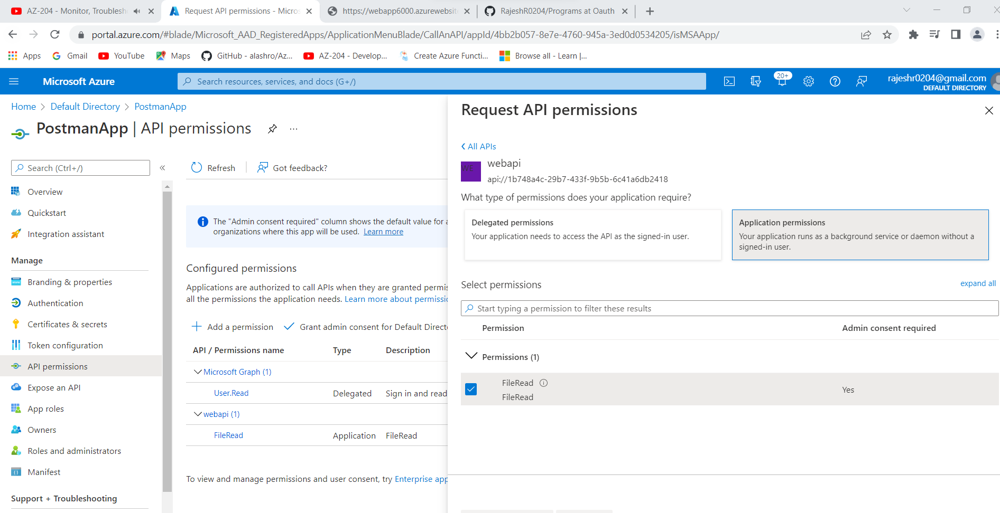 AZ-204 - Monitor, Troublesh
Request API permissions - Micros
https://webapp6000.azurewebsit
RajeshR0204/Programs at Oauth
portal.azure.com/#blade/Microsoft_AAD_RegisteredApps/ApplicationMenuBlade/CallAnAPI/appId/4bb2b057-8e7e-4760-945a-3ed0d0534205/isMSAApp/
Apps
Gmail
YouTube
Maps
GitHub - alashro/Az...
AZ-204 - Develop...
Create Azure Functi...
Browse all - Learn |...
Microsoft Azure
Search resources, services, and docs (G+/)
20+
rajeshr0204@gmail.com
DEFAULT DIRECTORY
Home > Default Directory > PostmanApp
PostmanApp | API permissions
...
Search (Ctrl+/)
«
Overview
Quickstart
Integration assistant
Manage
Branding & properties
Authentication
Certificates & secrets
Token configuration
API permissions
Expose an API
App roles
Owners
Roles and administrators
Manifest
Support + Troubleshooting
Refresh
Got feedback?
The "Admin consent required" column shows the default value for a
organizations where this app will be used. Learn more
Configured permissions
Applications are authorized to call APIs when they are granted permis
all the permissions the application needs. Learn more about permissio
Add a permission
Grant admin consent for Default Directo
API / Permissions name
Type
Description
Microsoft Graph (1)
User.Read
Delegated
Sign in and read
webapi (1)
FileRead
Application
FileRead
To view and manage permissions and user consent, try Enterprise app
Request API permissions
All APIs
WE
webapi
api://1b748a4c-29b7-433f-9b5b-6c41a6db2418
What type of permissions does your application require?
Delegated permissions
Your application needs to access the API as the signed-in user.
Application permissions
Your application runs as a background service or daemon without a
signed-in user.
Select permissions
expand all
Start typing a permission to filter these results
Permission
Admin consent required
Permissions (1)
FileRead
FileRead
Yes